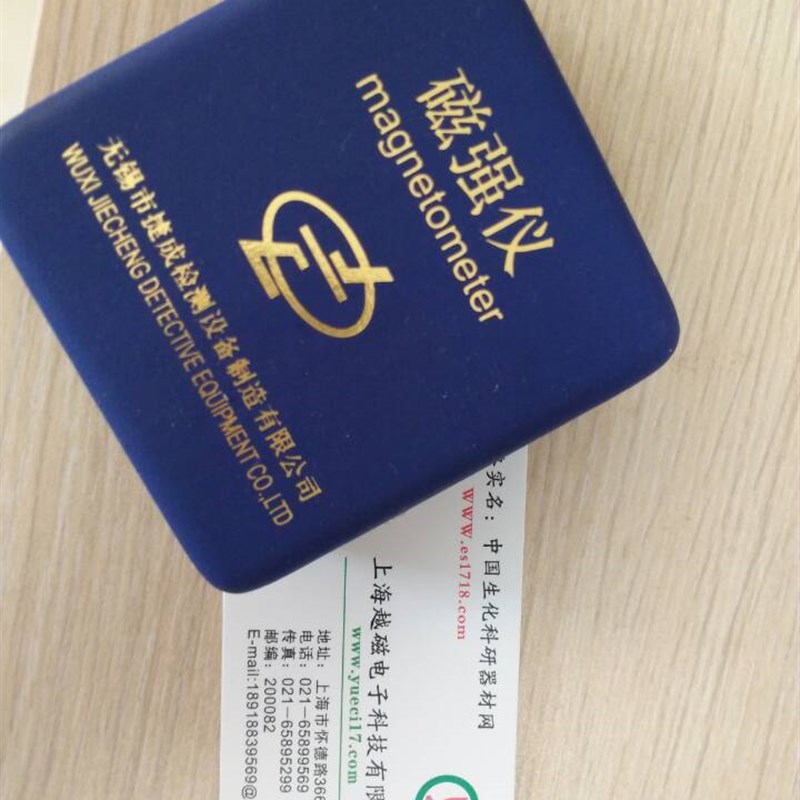 磁强仪
magnetometer
无锡市捷成检测设备制造有限公司
WUXI JIECHENG DETECTIVE EQUIPMENT CO.,LTD
实名：中国生化科研器材网
www.es1718.com
上海越磁电子科技有限
www.yueci17.com
地址：上海市怀德路366
电话：021-65899569
传真：021-65895299
邮编：200082
E-mail:18918839569@